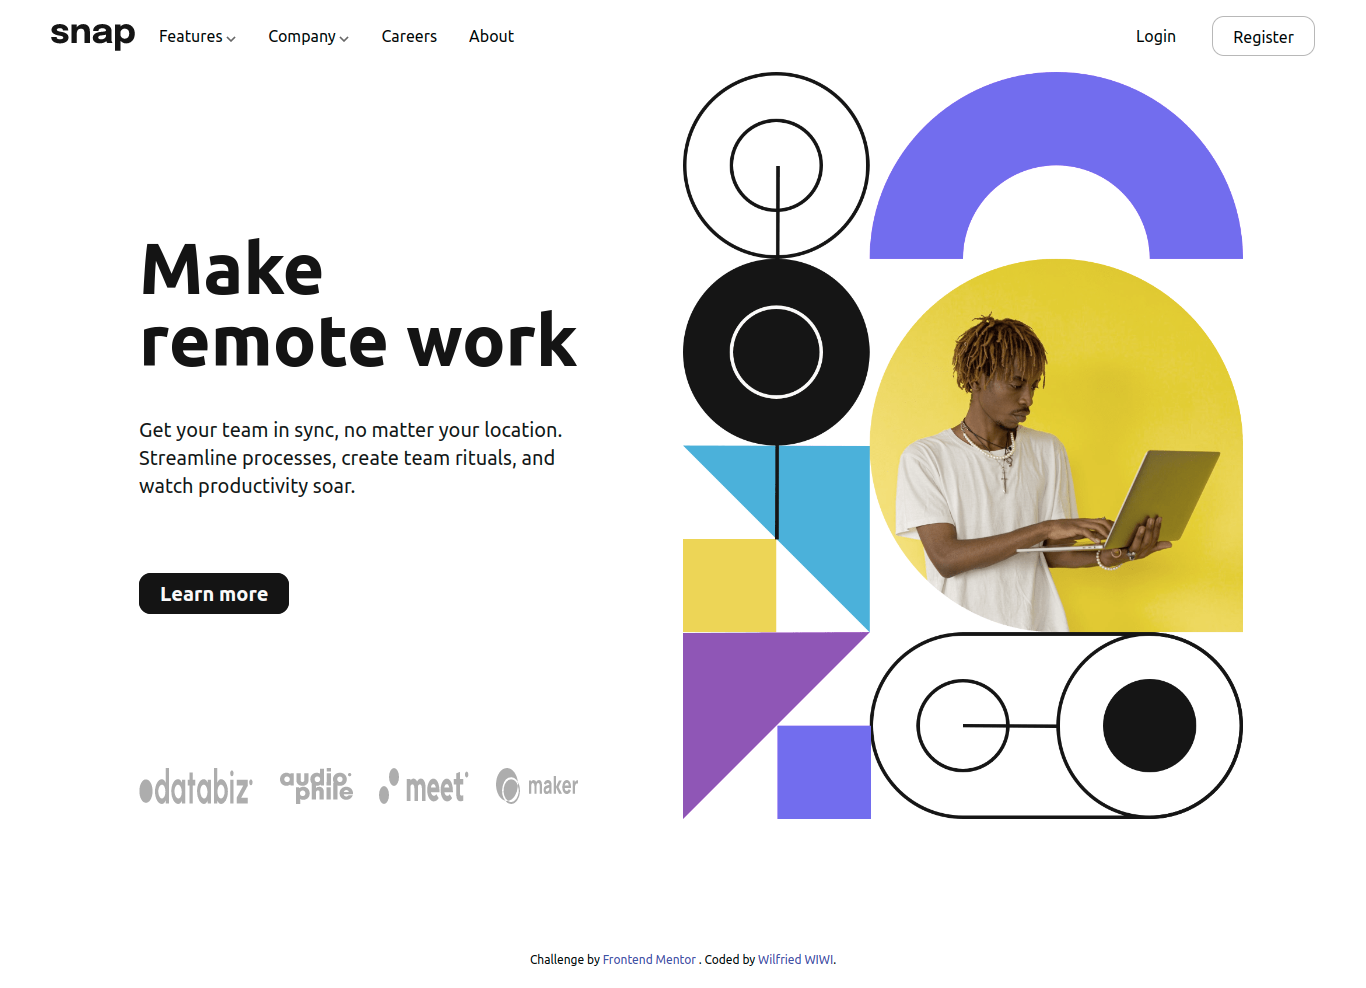 snap Features Company Careers About Login Register
Make
remote work
Get your team in sync, no matter your location.
Streamline processes, create team rituals, and
watch productivity soar.
Learn more
databiz audiophile meet maker
Challenge by Frontend Mentor . Coded by Wilfried WIWI.